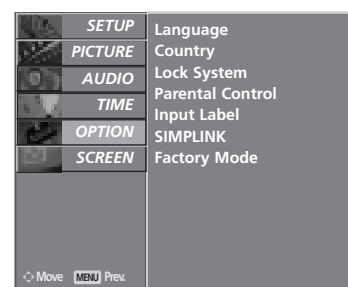 SETUP
PICTURE
AUDIO
TIME
OPTION
SCREEN
Language
Country
Lock System
Parental Control
Input Label
SIMPLINK
Factory Mode
Move MENU Prev.